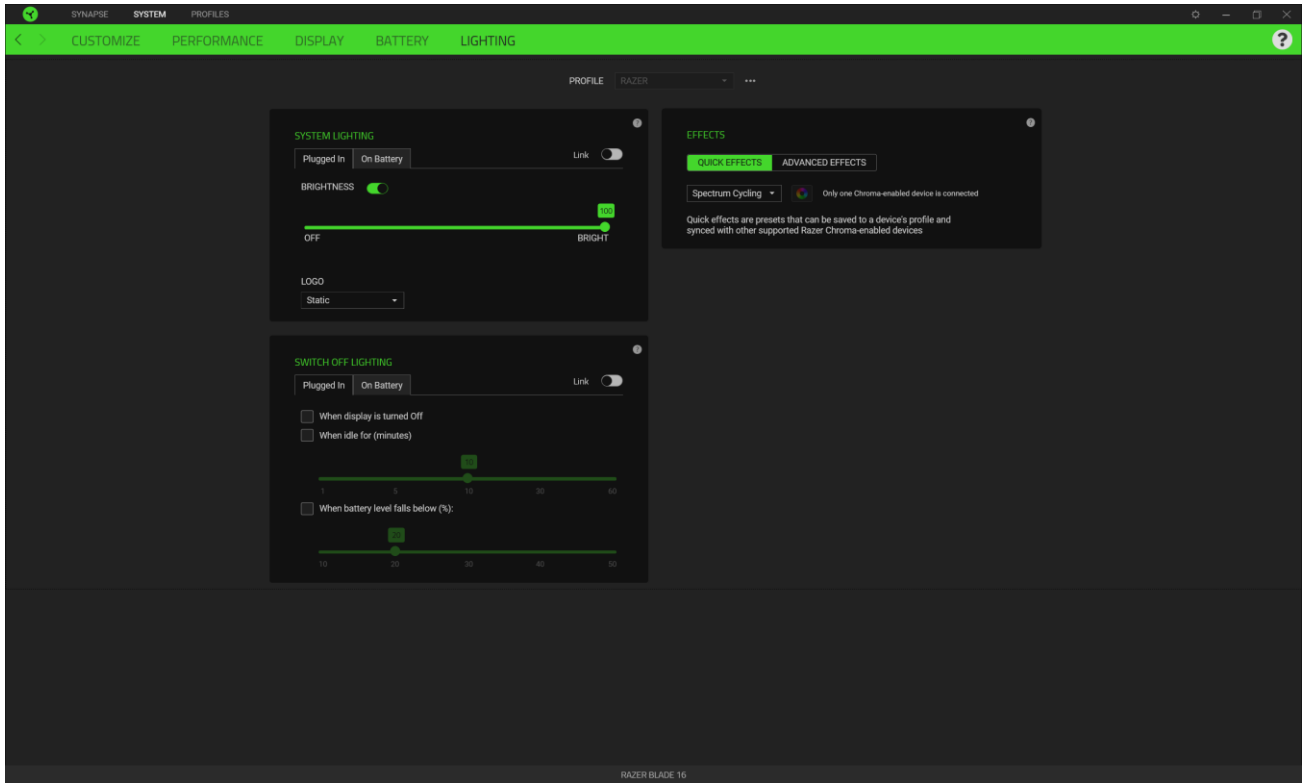 SYNAPSE SYSTEM PROFILES
CUSTOMIZE PERFORMANCE DISPLAY BATTERY LIGHTING
?
PROFILE RAZER
SYSTEM LIGHTING
?
Plugged In On Battery
Link
BRIGHTNESS
100
OFF BRIGHT
LOGO
Static
EFFECTS
?
QUICK EFFECTS ADVANCED EFFECTS
Spectrum Cycling Only one Chroma-enabled device is connected
Quick effects are presets that can be saved to a device's profile and
synced with other supported Razer Chroma-enabled devices
SWITCH OFF LIGHTING
?
Plugged In On Battery
Link
When display is turned Off
When idle for (minutes)
10
1 5 10 30 60
When battery level falls below (%):
20
10 20 30 40 50
RAZER BLADE 16